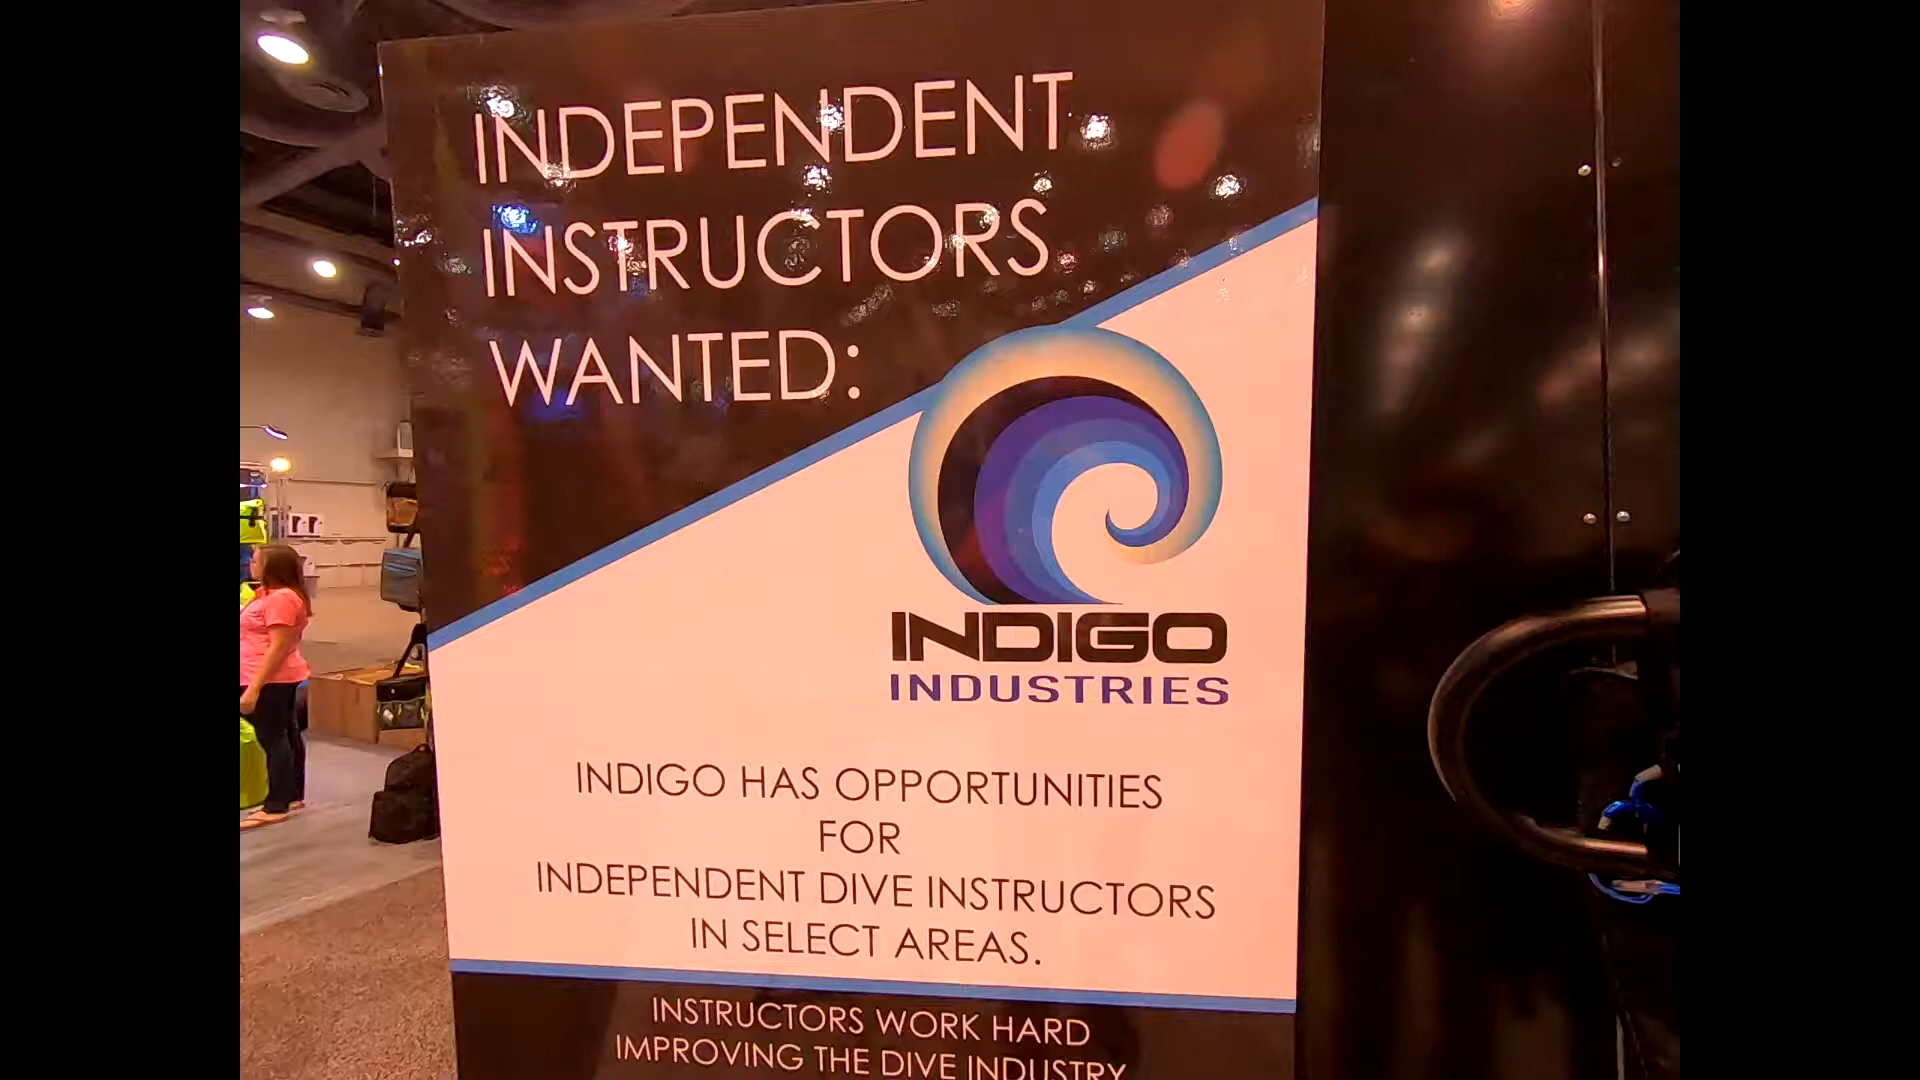 INDEPENDENT
INSTRUCTORS
WANTED:
INDIGO
INDUSTRIES
INDIGO HAS OPPORTUNITIES
FOR
INDEPENDENT DIVE INSTRUCTORS
IN SELECT AREAS.
INSTRUCTORS WORK HARD
IMPROVING THE DIVE INDUSTRY